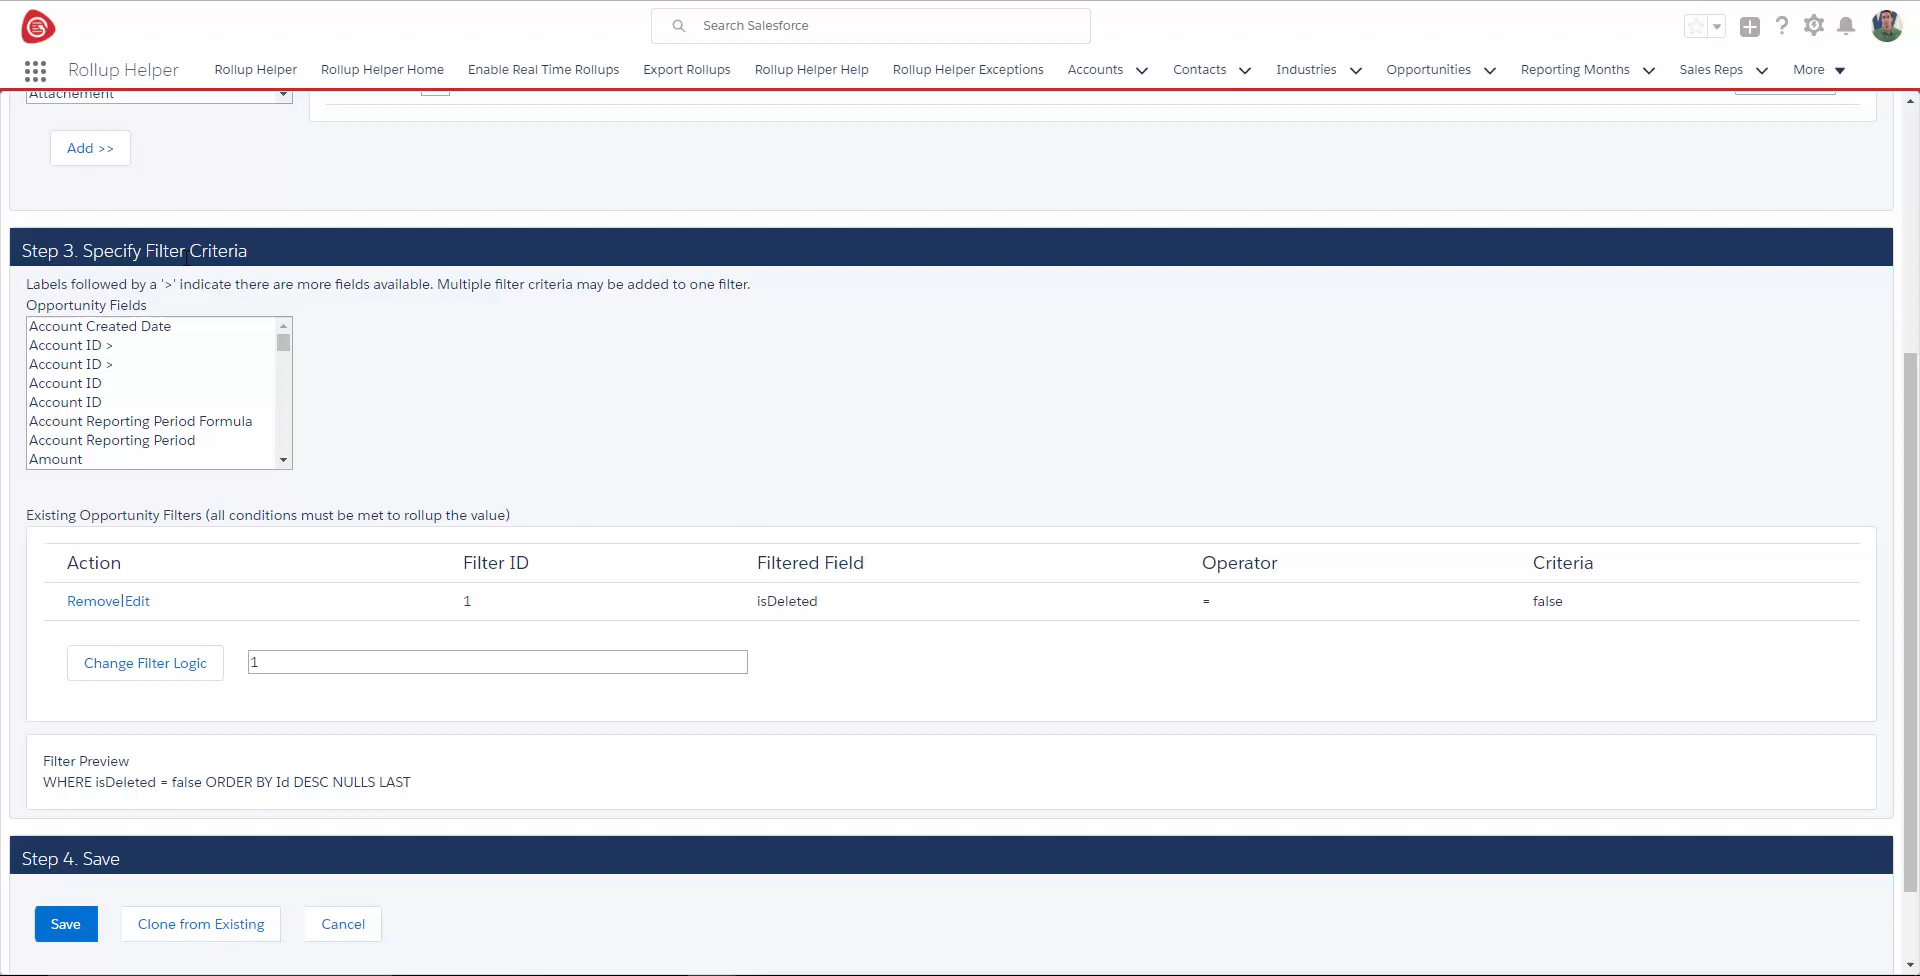 Search Salesforce
Rollup Helper
Rollup Helper
Rollup Helper Home
Enable Real Time Rollups
Export Rollups
Rollup Helper Help
Rollup Helper Exceptions
Accounts
Contacts
Industries
Opportunities
Reporting Months
Sales Reps
More
Attachement
Add >>
Step 3. Specify Filter Criteria
Labels followed by a '>' indicate there are more fields available. Multiple filter criteria may be added to one filter.
Opportunity Fields
Account Created Date
Account ID >
Account ID >
Account ID
Account ID
Account Reporting Period Formula
Account Reporting Period
Amount
Existing Opportunity Filters (all conditions must be met to rollup the value)
Action Filter ID Filtered Field Operator Criteria
Remove|Edit 1 isDeleted = false
Change Filter Logic 1
Filter Preview
WHERE isDeleted = false ORDER BY Id DESC NULLS LAST
Step 4. Save
Save Clone from Existing Cancel